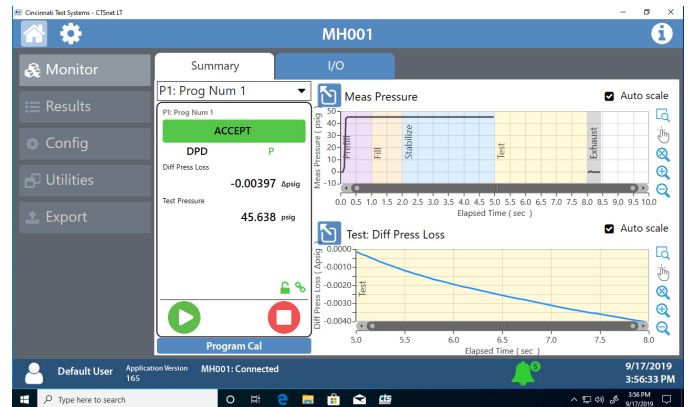 Cincinnati Test Systems - CTSnet LT
MH001
Monitor
Results
Config
Utilities
Export
Summary
I/O
P1: Prog Num 1
P1: Prog Num 1
ACCEPT
DPD P
Diff Press Loss
-0.00397 Δpsig
Test Pressure
45.638 psig
Program Cal
Meas Pressure
Auto scale
Meas Pressure ( psig )
50
40
30
20
10
0
-10
Prefill
Fill
Stabilize
Test
Exhaust
0.0 0.5 1.0 1.5 2.0 2.5 3.0 3.5 4.0 4.5 5.0 5.5 6.0 6.5 7.0 7.5 8.0 8.5 9.0 9.5 10.0
Elapsed Time ( sec )
Test: Diff Press Loss
Auto scale
Diff Press Loss ( Δpsig )
0.0000
-0.0010
-0.0020
-0.0030
-0.0040
Test
5.0 5.5 6.0 6.5 7.0 7.5 8.0
Elapsed Time ( sec )
Default User
Application Version
165
MH001: Connected
5
9/17/2019
3:56:33 PM
Type here to search
cts
3:56 PM
9/17/2019